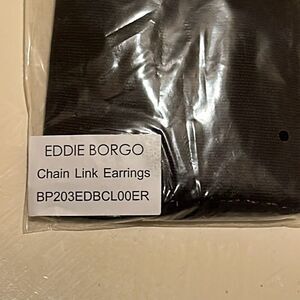 EDDIE BORGO
Chain Link Earrings
BP203EDBCL00ER